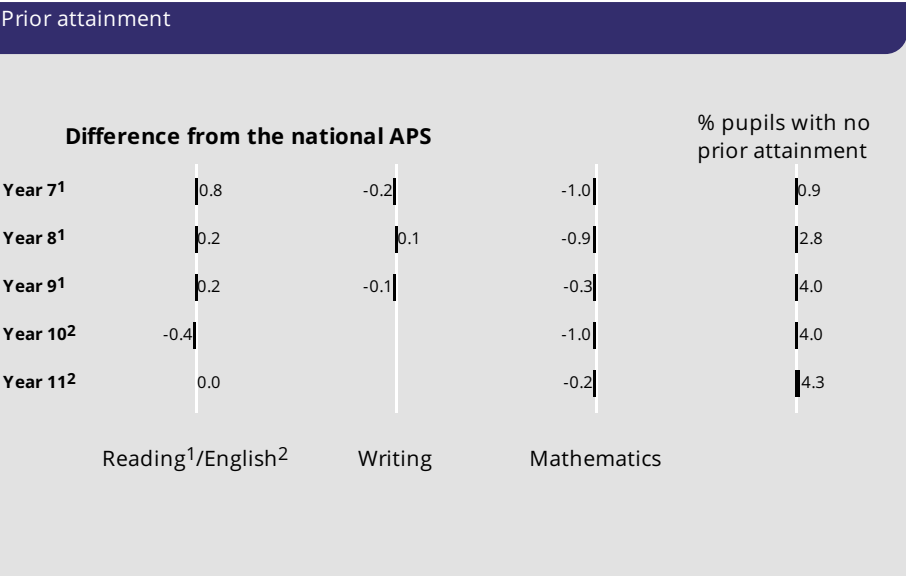 Prior attainment
Difference from the national APS
% pupils with no
prior attainment
Year 7¹ 0.8 -0.2 -1.0 0.9
Year 8¹ 0.2 0.1 -0.9 2.8
Year 9¹ 0.2 -0.1 -0.3 4.0
Year 10² -0.4 -1.0 4.0
Year 11² 0.0 -0.2 4.3
Reading¹/English² Writing Mathematics